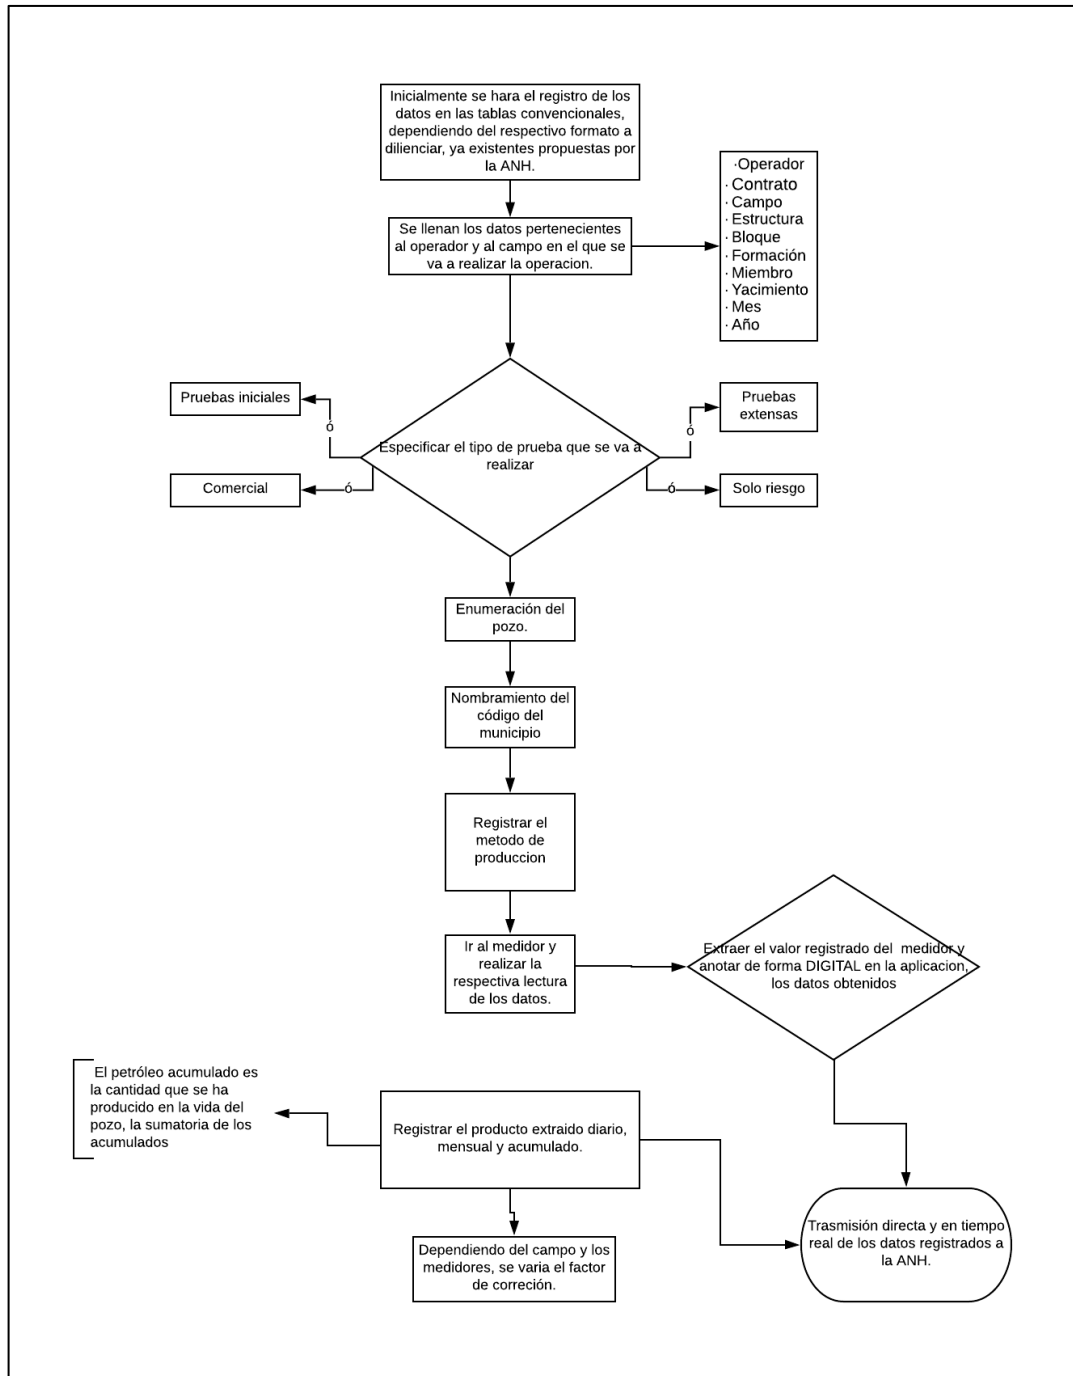 Inicialmente se hara el registro de los
datos en las tablas convencionales,
dependiendo del respectivo formato a
dilienciar, ya existentes propuestas por
la ANH.
Se llenan los datos pertenecientes
al operador y al campo en el que se
va a realizar la operacion.
·Operador
· Contrato
· Campo
· Estructura
· Bloque
· Formación
· Miembro
· Yacimiento
· Mes
· Año
Pruebas iniciales
ó
Comercial
ó
Especificar el tipo de prueba que se va a
realizar
ó
Pruebas
extensas
ó
Solo riesgo
Enumeración del
pozo.
Nombramiento del
código del
municipio
Registrar el
metodo de
produccion
Ir al medidor y
realizar la
respectiva lectura
de los datos.
Extraer el valor registrado del medidor y
anotar de forma DIGITAL en la aplicacion,
los datos obtenidos
El petróleo acumulado es
la cantidad que se ha
producido en la vida del
pozo, la sumatoria de los
acumulados
Registrar el producto extraido diario,
mensual y acumulado.
Dependiendo del campo y los
medidores, se varia el factor
de correción.
Trasmisión directa y en tiempo
real de los datos registrados a
la ANH.